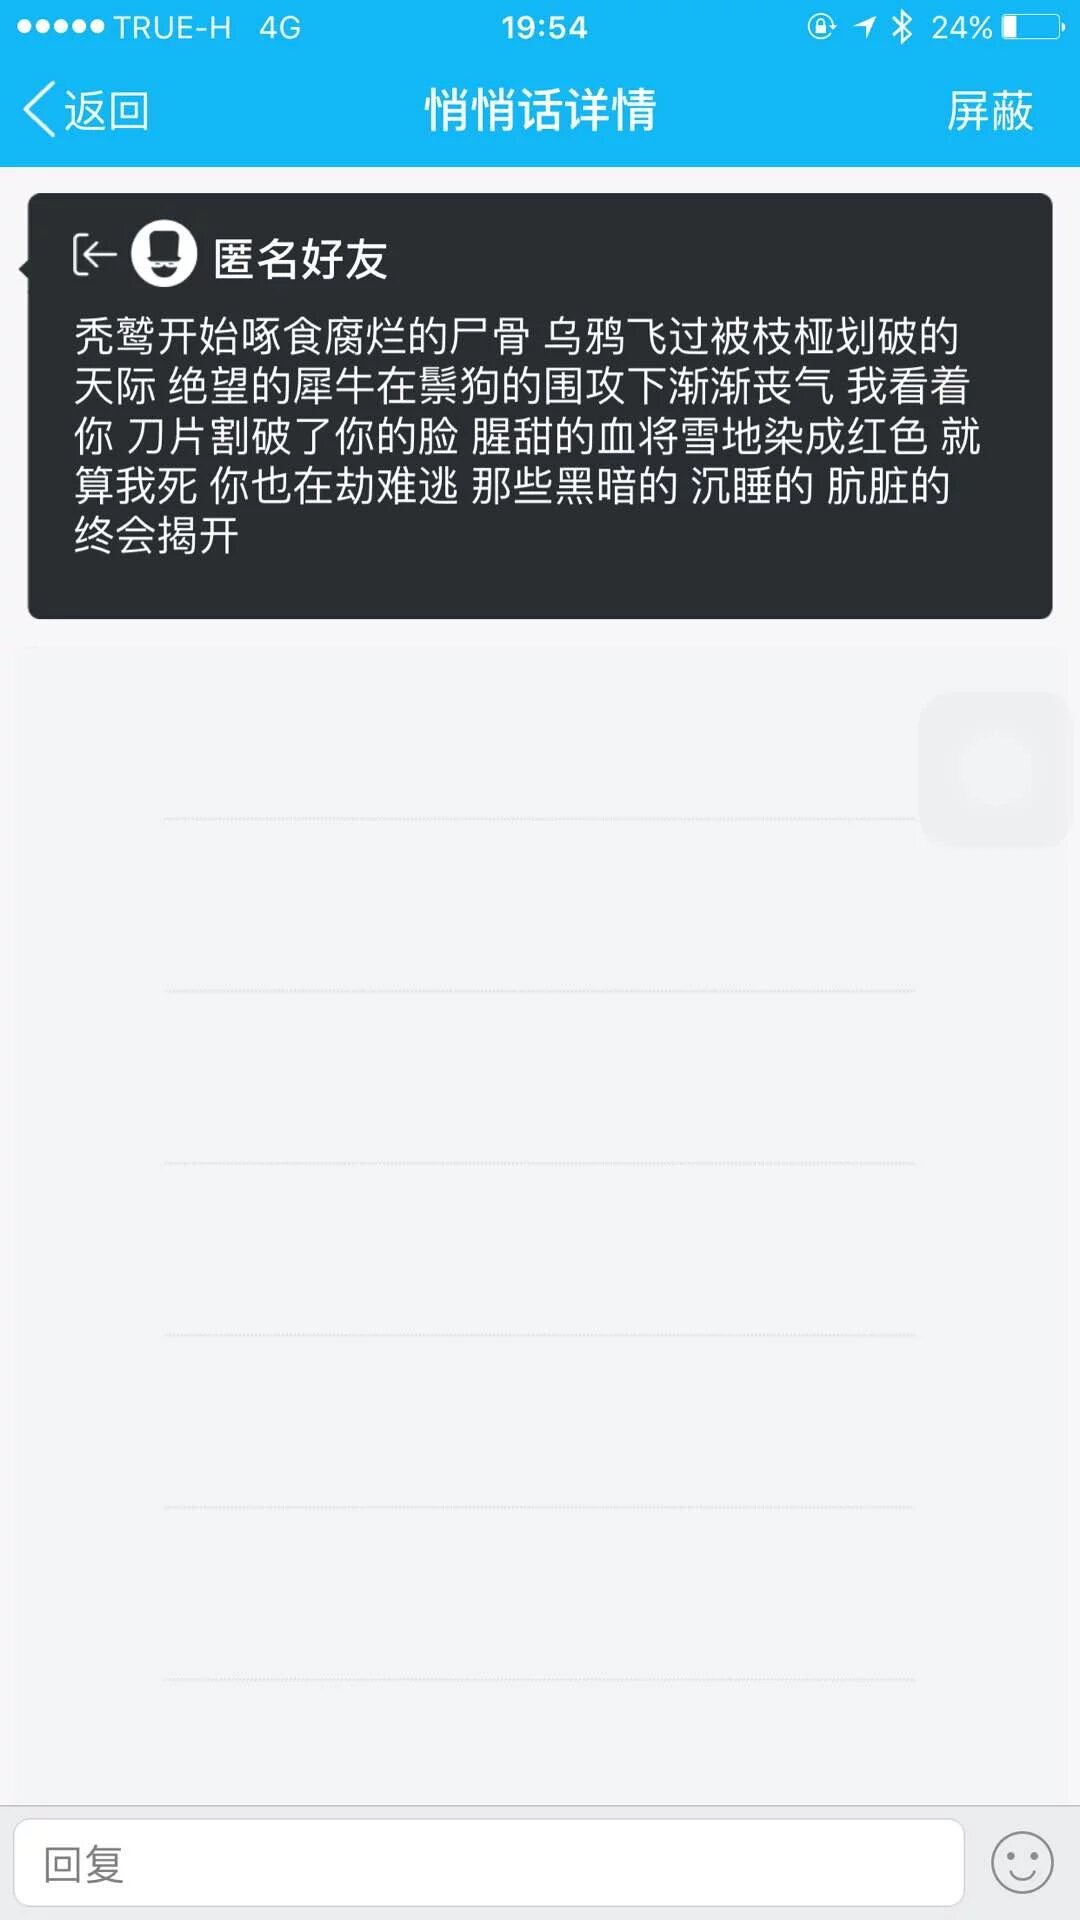 TRUE-H 4G 19:54 24%
返回 悄悄话详情 屏蔽
匿名好友
秃鹫开始啄食腐烂的尸骨 乌鸦飞过被枝桠划破的
天际 绝望的犀牛在鬃狗的围攻下渐渐丧气 我看着
你 刀片割破了你的脸 腥甜的血将雪地染成红色 就
算我死 你也在劫难逃 那些黑暗的 沉睡的 肮脏的
终会揭开
回复